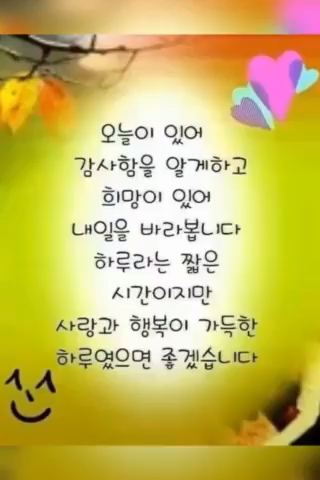 오늘이 있어
감사함을 알게하고
희망이 있어
내일을 바라봅니다
하루라는 짧은
시간이지만
사랑과 행복이 가득한
하루였으면 좋겠습니다